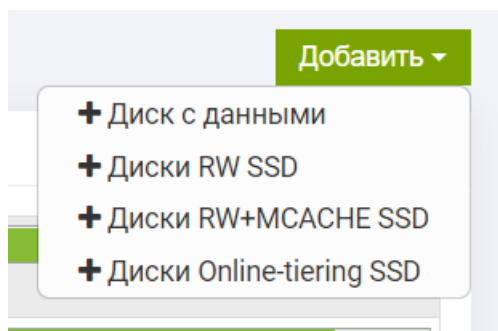 Добавить
Диск с данными
Диски RW SSD
Диски RW+MCACHE SSD
Диски Online-tiering SSD